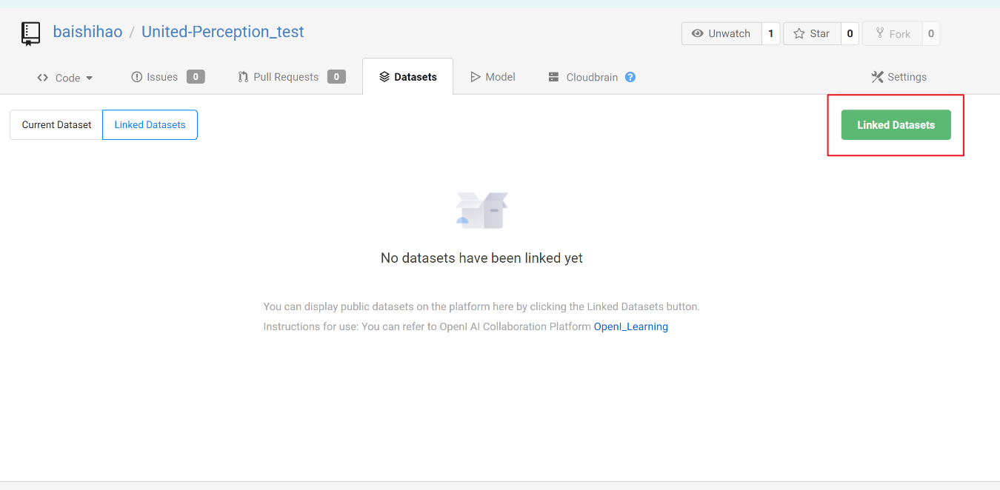 baishihao / United-Perception_test
Unwatch 1 Star 0 Fork 0
Code Issues 0 Pull Requests 0 Datasets Model Cloudbrain ? Settings
Current Dataset Linked Datasets Linked Datasets
No datasets have been linked yet
You can display public datasets on the platform here by clicking the Linked Datasets button.
Instructions for use: You can refer to OpenI AI Collaboration Platform OpenI_Learning